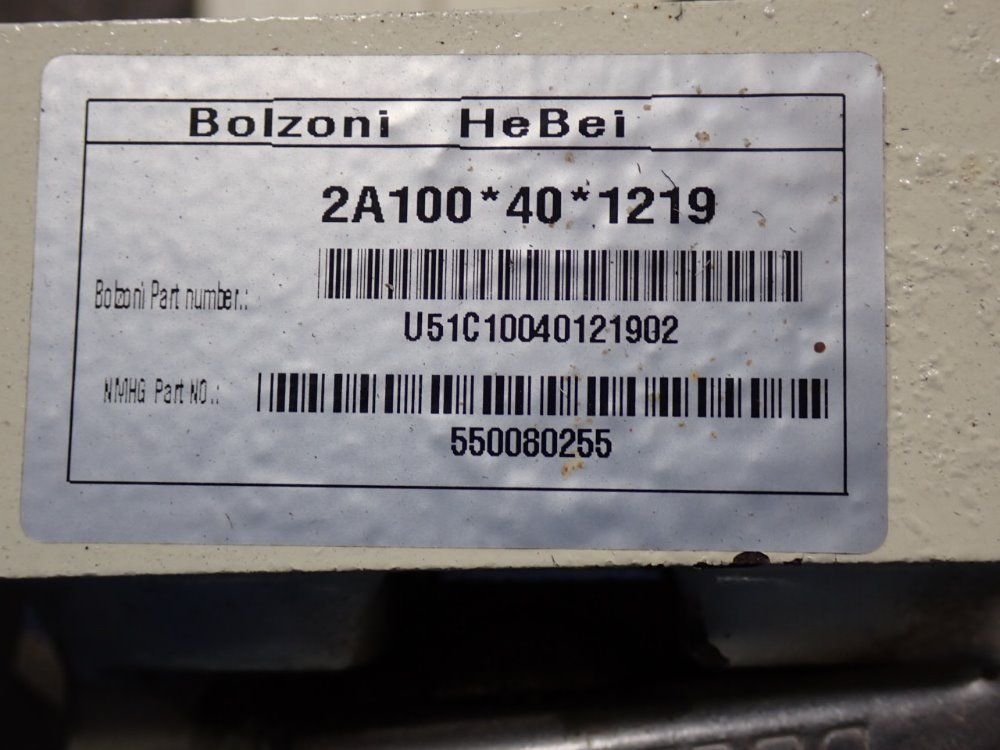 Bolzoni HeBei
2A100*40*1219
Bolzoni Part number.:
U51C10040121902
NMHG Part NO.:
550080255